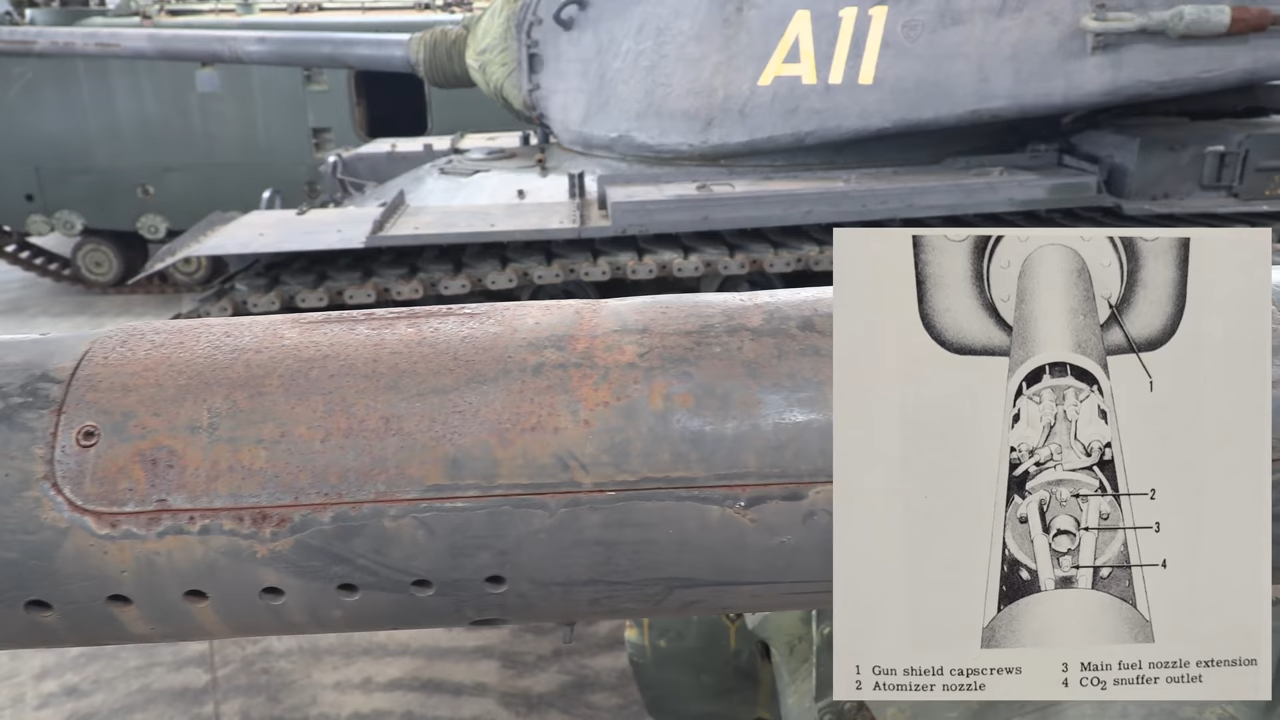 A11
1
2
3
4
1 Gun shield capscrews
2 Atomizer nozzle
3 Main fuel nozzle extension
4 CO2 snuffer outlet